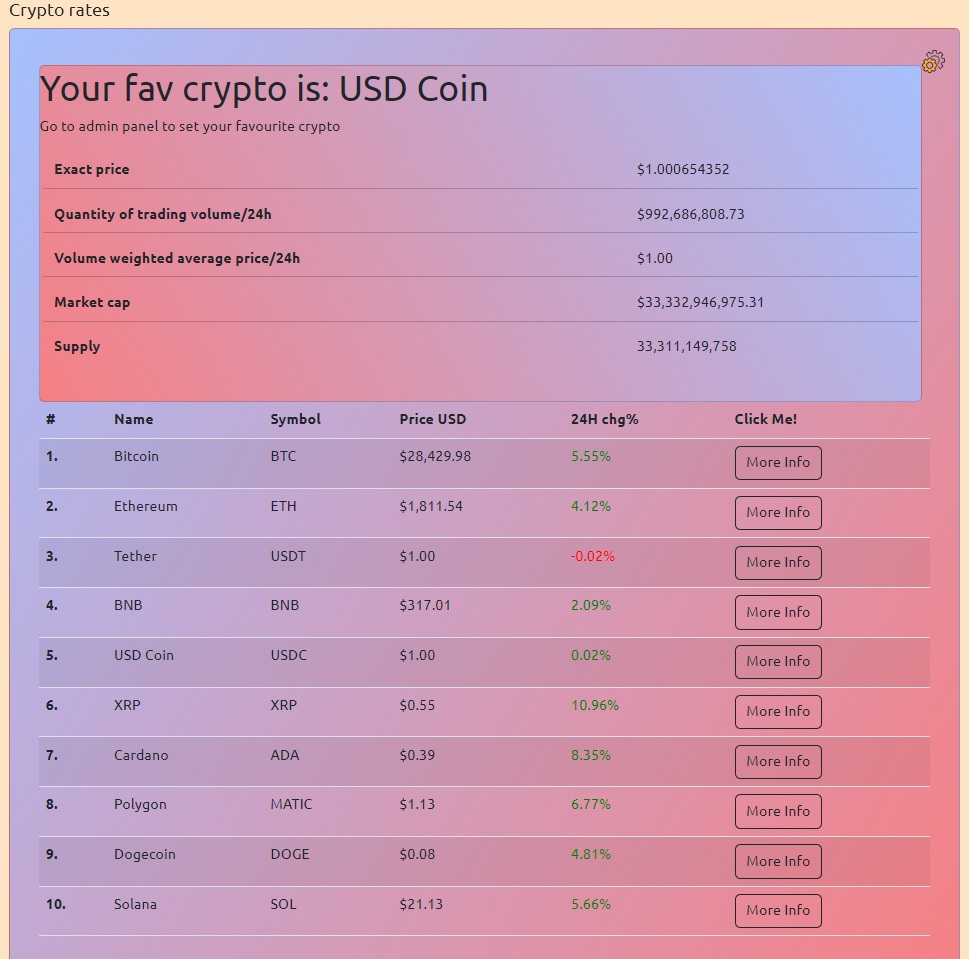 Crypto rates
Your fav crypto is: USD Coin
Go to admin panel to set your favourite crypto
Exact price $1.000654352
Quantity of trading volume/24h $992,686,808.73
Volume weighted average price/24h $1.00
Market cap $33,332,946,975.31
Supply 33,311,149,758
# Name Symbol Price USD 24H chg% Click Me!
1. Bitcoin BTC $28,429.98 5.55% More Info
2. Ethereum ETH $1,811.54 4.12% More Info
3. Tether USDT $1.00 -0.02% More Info
4. BNB BNB $317.01 2.09% More Info
5. USD Coin USDC $1.00 0.02% More Info
6. XRP XRP $0.55 10.96% More Info
7. Cardano ADA $0.39 8.35% More Info
8. Polygon MATIC $1.13 6.77% More Info
9. Dogecoin DOGE $0.08 4.81% More Info
10. Solana SOL $21.13 5.66% More Info